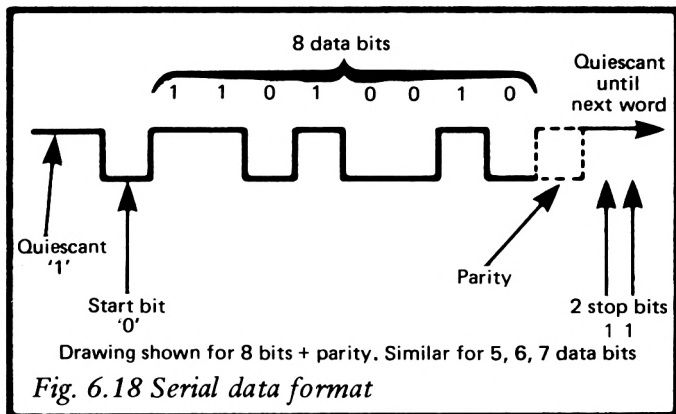 8 data bits
1 1 0 1 0 0 1 0
Quiescant
until
next word
Quiescant
'1'
Start bit
'0'
Parity
2 stop bits
1 1
Drawing shown for 8 bits + parity. Similar for 5, 6, 7 data bits
Fig. 6.18 Serial data format